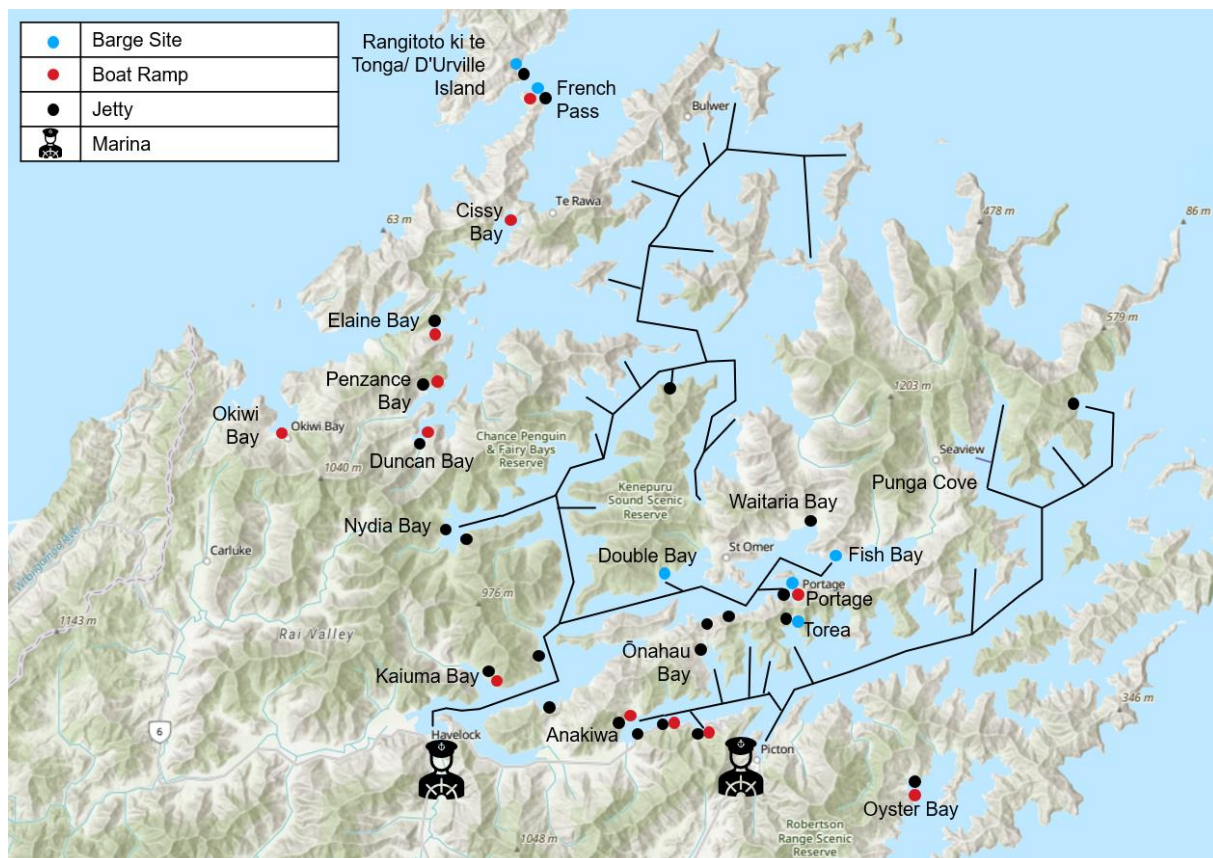 Barge Site
Boat Ramp
Jetty
Marina
Rangitoto ki te
Tonga/ D'Urville
Island
French
Pass
Bulwer
Cissy
Bay
Te Rawa
63 m
478 m
86 m
Elaine Bay
579 m
Penzance
Bay
1203 m
Okiwi
Bay
Okiwi Bay
Chance Penguin
& Fairy Bays
Reserve
Duncan Bay
1040 m
Seaview
Kenepuru
Sound Scenic
Reserve
Punga Cove
Waitaria Bay
Nydia Bay
Carluke
Double Bay
St Omer
Fish Bay
976 m
Portage
Portage
1143 m
Rai Valley
Torea
Ōnahau
Bay
Kaiuma Bay
346 m
6
Havelock
Anakiwa
Picton
Oyster Bay
1048 m
Robertson
Range Scenic
Reserve